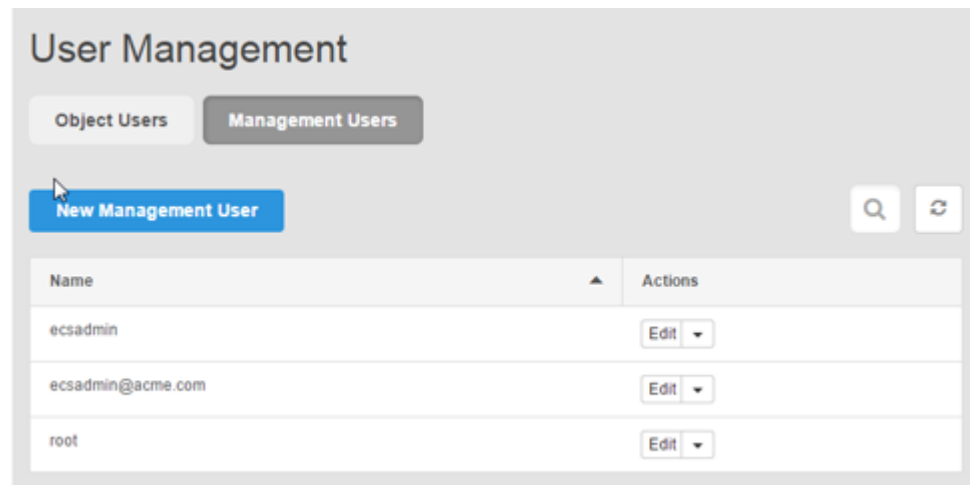 User Management
Object Users Management Users
New Management User
Name Actions
ecsadmin Edit
ecsadmin@acme.com Edit
root Edit